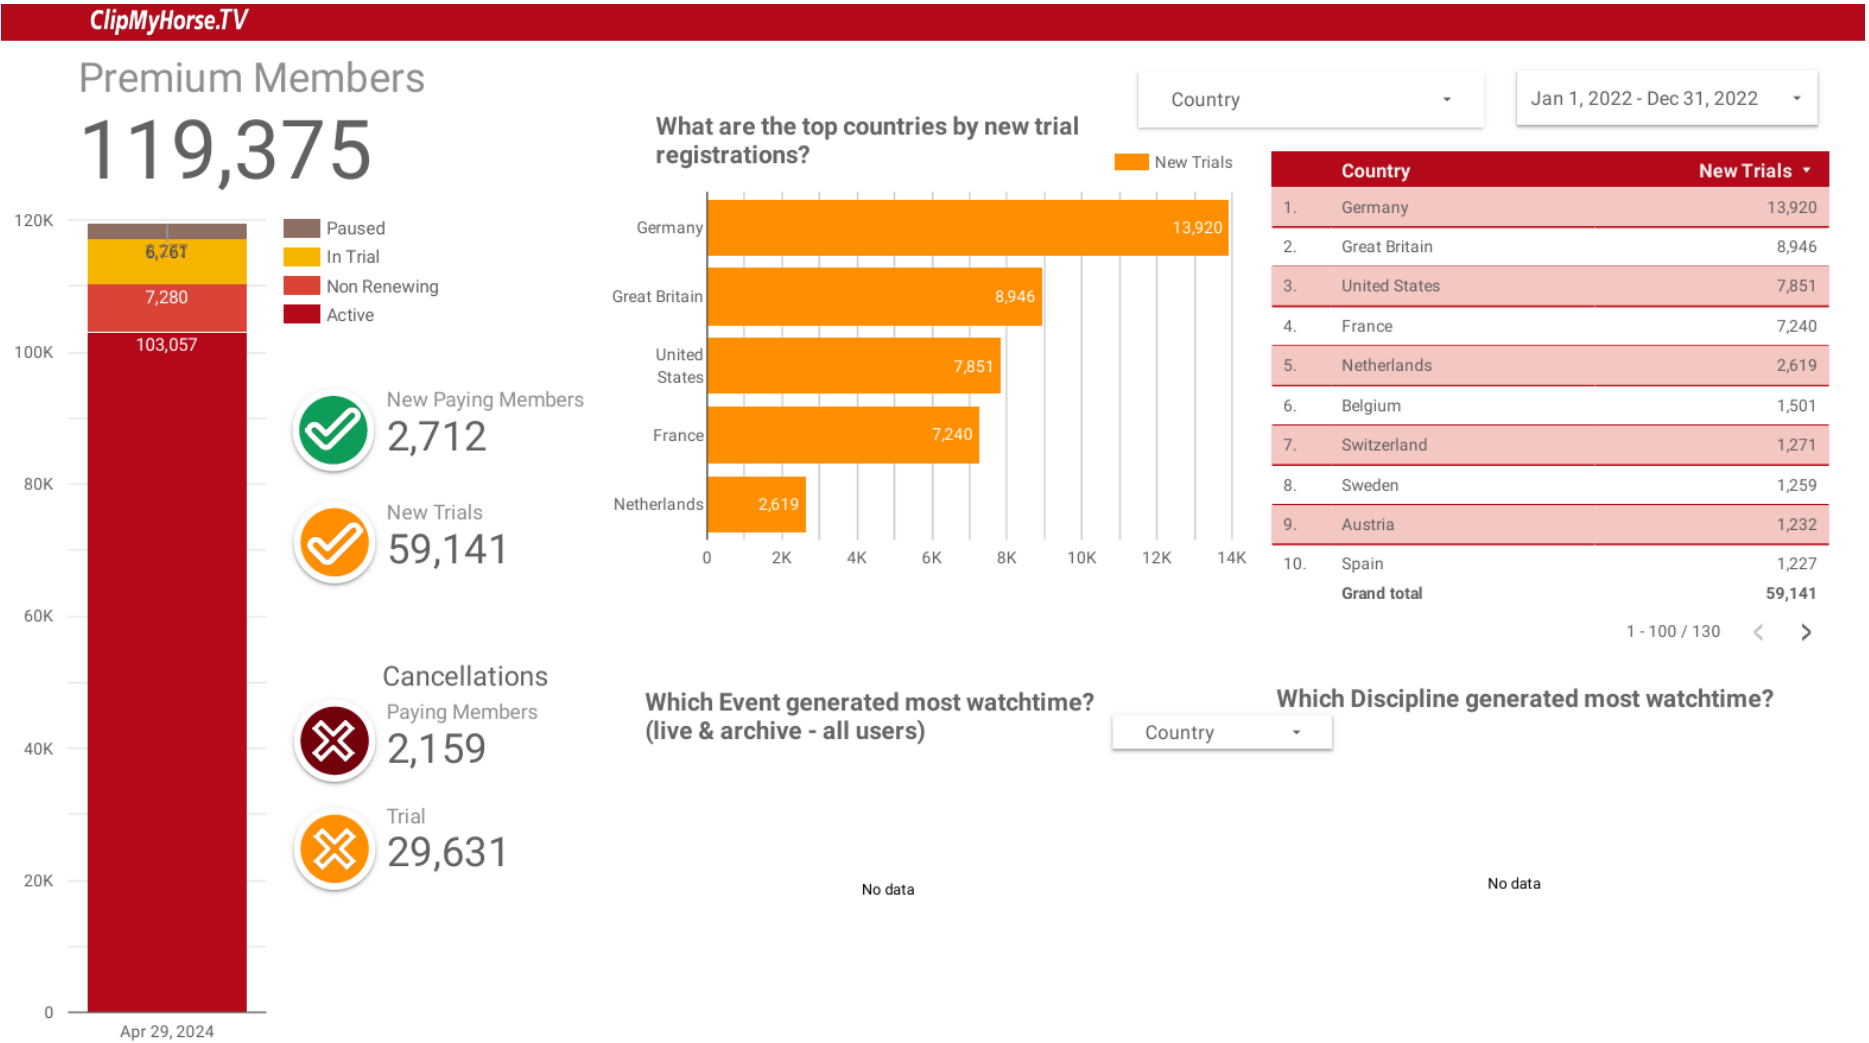 ClipMyHorse.TV
Premium Members
119,375
120K
100K
80K
60K
40K
20K
0
7,280
103,057
Apr 29, 2024
Paused
In Trial
Non Renewing
Active
New Paying Members
2,712
New Trials
59,141
Cancellations
Paying Members
2,159
Trial
29,631
Country
Jan 1, 2022 - Dec 31, 2022
What are the top countries by new trial
registrations?
New Trials
Germany
13,920
Great Britain
8,946
United
States
7,851
France
7,240
Netherlands
2,619
0 2K 4K 6K 8K 10K 12K 14K
Country New Trials
1. Germany 13,920
2. Great Britain 8,946
3. United States 7,851
4. France 7,240
5. Netherlands 2,619
6. Belgium 1,501
7. Switzerland 1,271
8. Sweden 1,259
9. Austria 1,232
10. Spain 1,227
Grand total 59,141
1 - 100 / 130
Which Event generated most watchtime?
(live & archive - all users)
Country
No data
Which Discipline generated most watchtime?
No data